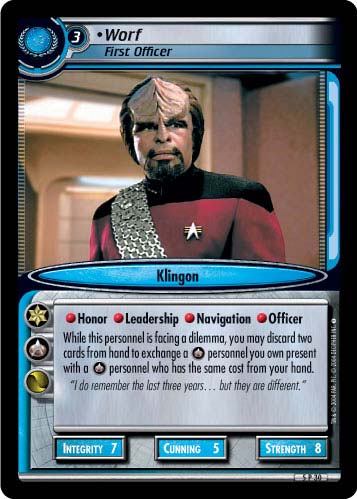 3
•Worf
First Officer
Klingon
Honor Leadership Navigation Officer
While this personnel is facing a dilemma, you may discard two
cards from hand to exchange a personnel you own present
with a personnel who has the same cost from your hand.
"I do remember the last three years... but they are different."
INTEGRITY 7 CUNNING 5 STRENGTH 8